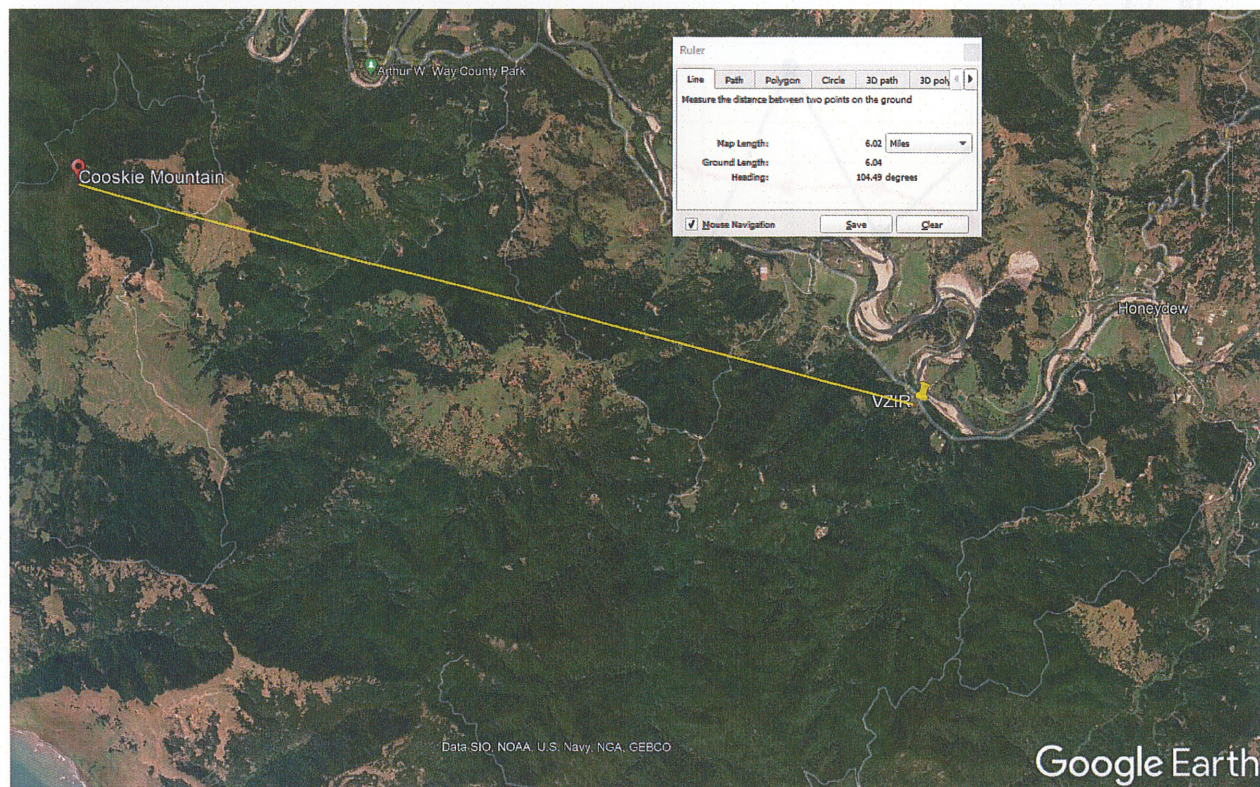 Arthur W. Way County Park
Cooskie Mountain
Ruler
Line Path Polygon Circle 3D path 3D poly
Measure the distance between two points on the ground
Map Length: 6.02 Miles
Ground Length: 6.04
Heading: 104.49 degrees
Mouse Navigation Save Clear
Honeydew
VZIR
Data SIO, NOAA, U.S. Navy, NGA, GEBCO
Google Earth